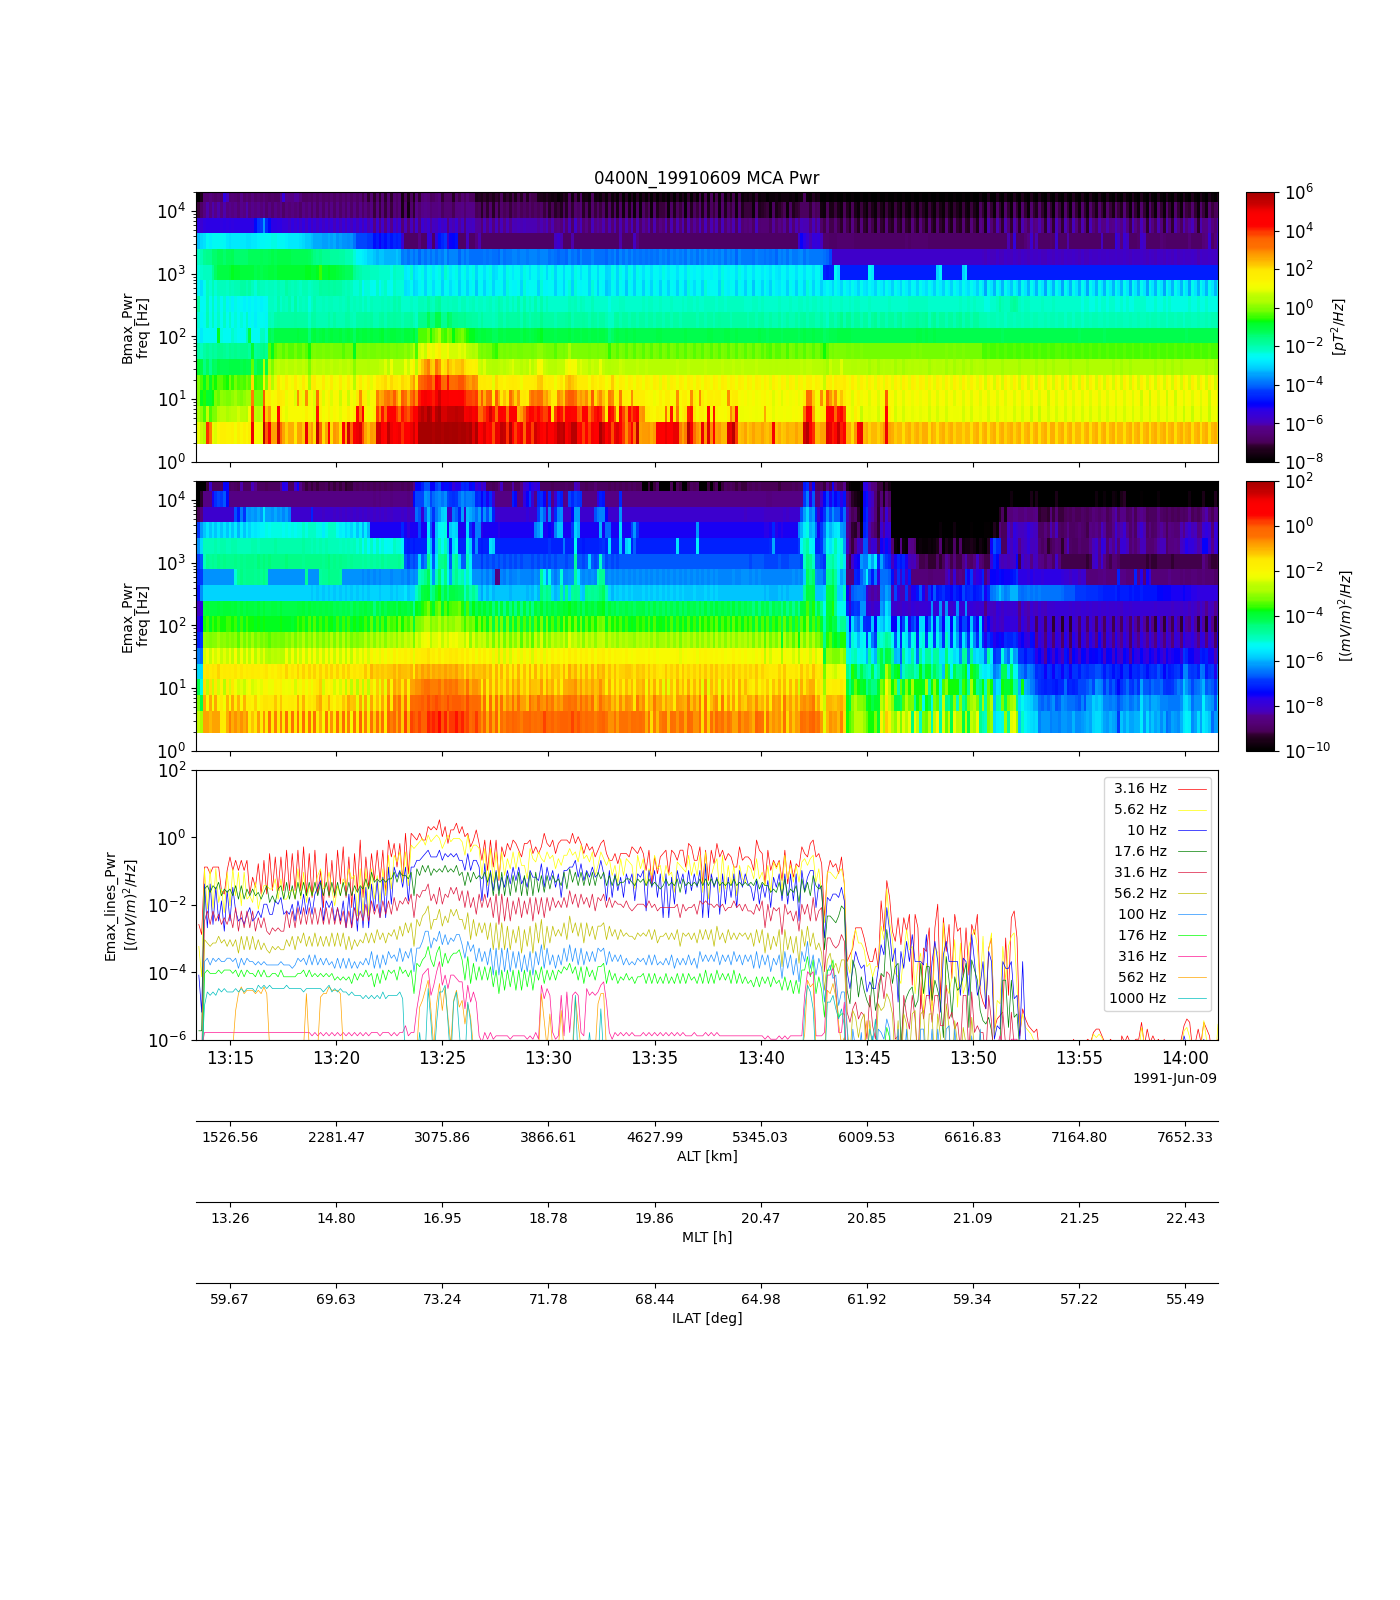 0400N_19910609 MCA Pwr
10^4
10^3
10^2
10^1
10^0
Bmax_Pwr
freq [Hz]
10^6
10^4
10^2
10^0
10^-2
10^-4
10^-6
10^-8
[pT^2/Hz]
10^4
10^3
10^2
10^1
10^0
Emax_Pwr
freq [Hz]
10^2
10^0
10^-2
10^-4
10^-6
10^-8
10^-10
[(mV/m)^2/Hz]
10^2
10^0
10^-2
10^-4
10^-6
Emax_lines_Pwr
[(mV/m)^2/Hz]
3.16 Hz
5.62 Hz
10 Hz
17.6 Hz
31.6 Hz
56.2 Hz
100 Hz
176 Hz
316 Hz
562 Hz
1000 Hz
13:15 13:20 13:25 13:30 13:35 13:40 13:45 13:50 13:55 14:00
1991-Jun-09
1526.56 2281.47 3075.86 3866.61 4627.99 5345.03 6009.53 6616.83 7164.80 7652.33
ALT [km]
13.26 14.80 16.95 18.78 19.86 20.47 20.85 21.09 21.25 22.43
MLT [h]
59.67 69.63 73.24 71.78 68.44 64.98 61.92 59.34 57.22 55.49
ILAT [deg]